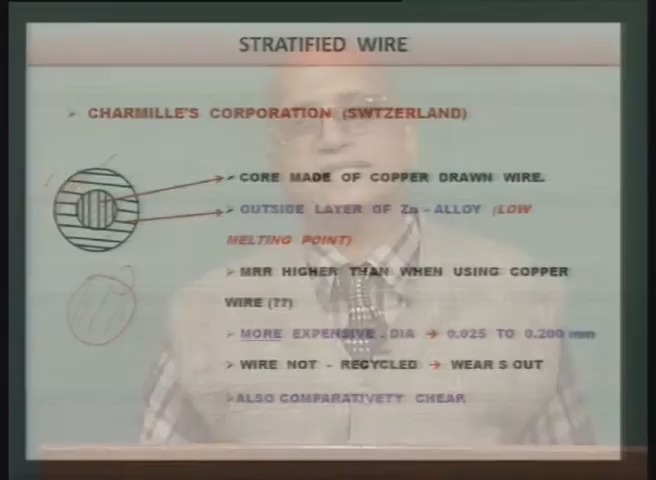 STRATIFIED WIRE
➢ CHARMILLE'S CORPORATION (SWTZERLAND)
➢ CORE MADE OF COPPER DRAWN WIRE.
➢ OUTSIDE LAYER OF Zn - ALLOY (LOW
MELTING POINT)
➢ MRR HIGHER THAN WHEN USING COPPER
WIRE (??)
➢ MORE EXPENSIVE . DIA → 0.025 TO 0.200 mm
➢ WIRE NOT - RECYCLED → WEARS OUT
➢ ALSO COMPARATIVETY CHEAP.